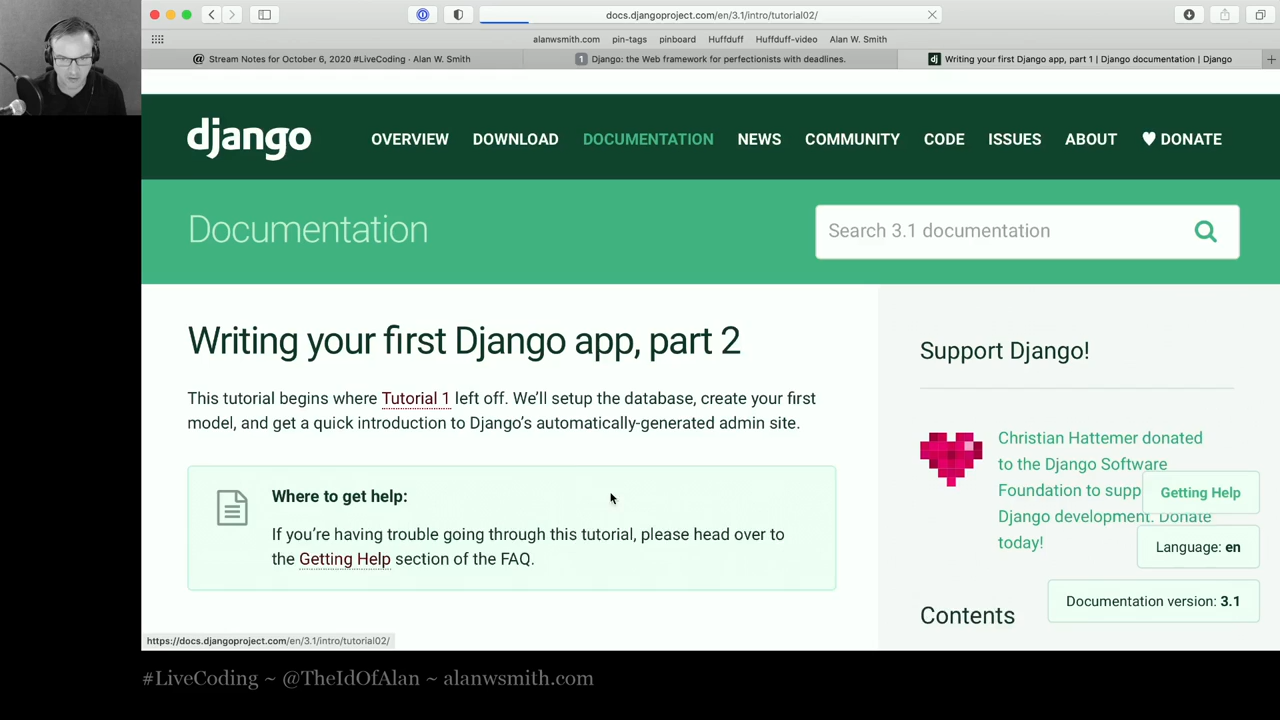 docs.djangoproject.com/en/3.1/intro/tutorial02/
alanwsmith.com pin-tags pinboard Huffduff Huffduff-video Alan W. Smith
@ Stream Notes for October 6, 2020 #LiveCoding · Alan W. Smith
1 Django: the Web framework for perfectionists with deadlines.
dj Writing your first Django app, part 1 | Django documentation | Django
django OVERVIEW DOWNLOAD DOCUMENTATION NEWS COMMUNITY CODE ISSUES ABOUT DONATE
Documentation
Search 3.1 documentation
Writing your first Django app, part 2
This tutorial begins where Tutorial 1 left off. We’ll setup the database, create your first
model, and get a quick introduction to Django’s automatically-generated admin site.
Where to get help:
If you’re having trouble going through this tutorial, please head over to
the Getting Help section of the FAQ.
Support Django!
Christian Hattemer donated
to the Django Software
Foundation to supp
Django development. Donate
today!
Getting Help
Language: en
Documentation version: 3.1
Contents
https://docs.djangoproject.com/en/3.1/intro/tutorial02/
#LiveCoding ~ @TheIdOfAlan ~ alanwsmith.com